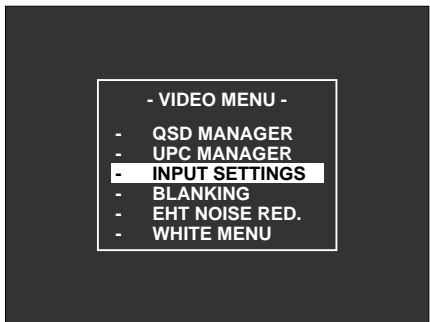 - VIDEO MENU -
- QSD MANAGER
- UPC MANAGER
- INPUT SETTINGS
- BLANKING
- EHT NOISE RED.
- WHITE MENU